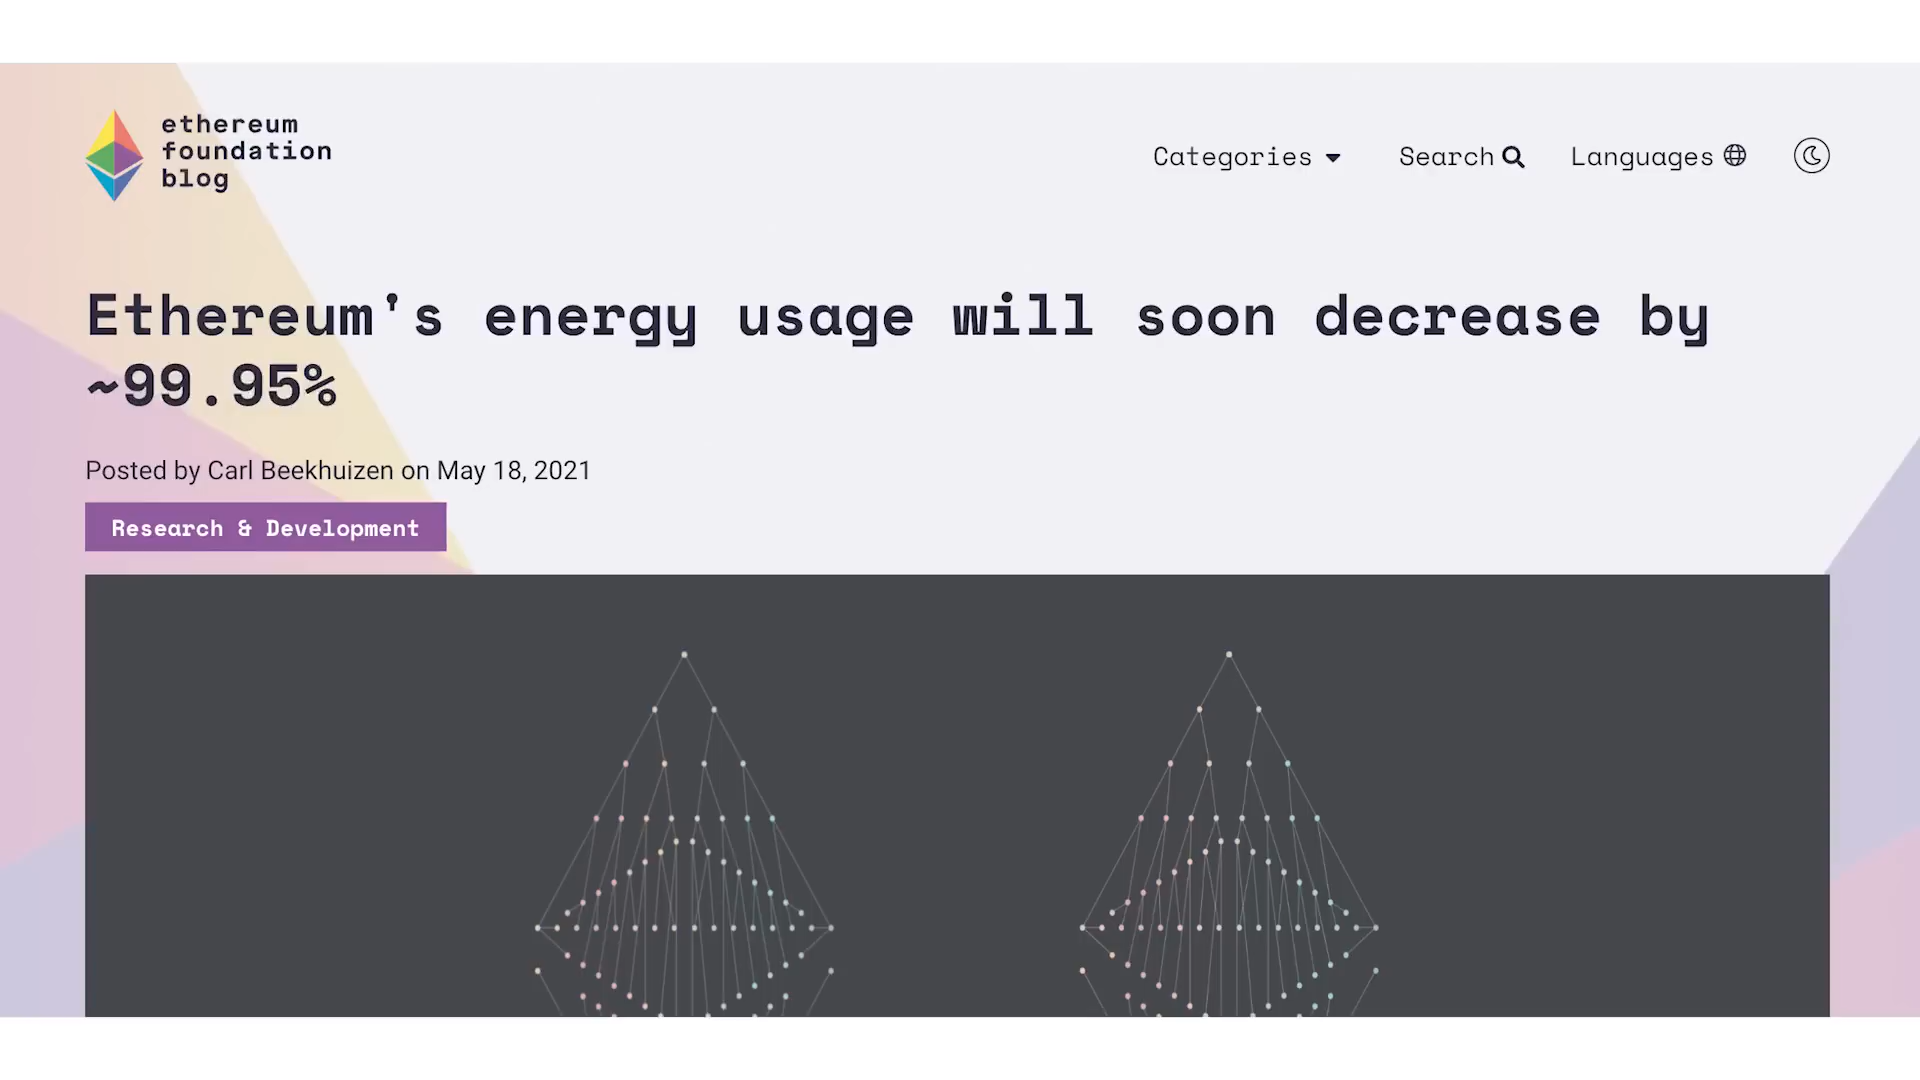 ethereum
foundation
blog
Categories
Search
Languages
Ethereum's energy usage will soon decrease by
~99.95%
Posted by Carl Beekhuizen on May 18, 2021
Research & Development